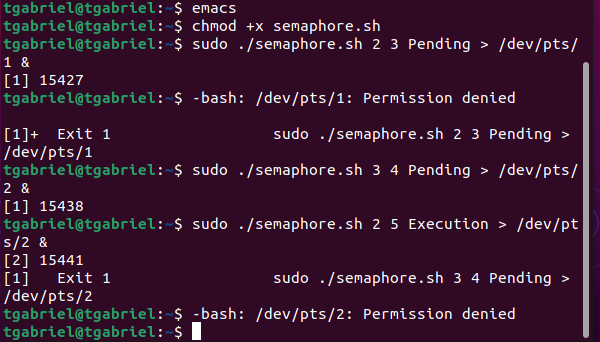 tgabriel@tgabriel:~$ emacs
tgabriel@tgabriel:~$ chmod +x semaphore.sh
tgabriel@tgabriel:~$ sudo ./semaphore.sh 2 3 Pending > /dev/pts/
1 &
[1] 15427
tgabriel@tgabriel:~$ -bash: /dev/pts/1: Permission denied
[1]+  Exit 1                  sudo ./semaphore.sh 2 3 Pending >
/dev/pts/1
tgabriel@tgabriel:~$ sudo ./semaphore.sh 3 4 Pending > /dev/pts/
2 &
[1] 15438
tgabriel@tgabriel:~$ sudo ./semaphore.sh 2 5 Execution > /dev/pt
s/2 &
[2] 15441
[1]   Exit 1                  sudo ./semaphore.sh 3 4 Pending >
/dev/pts/2
tgabriel@tgabriel:~$ -bash: /dev/pts/2: Permission denied
tgabriel@tgabriel:~$